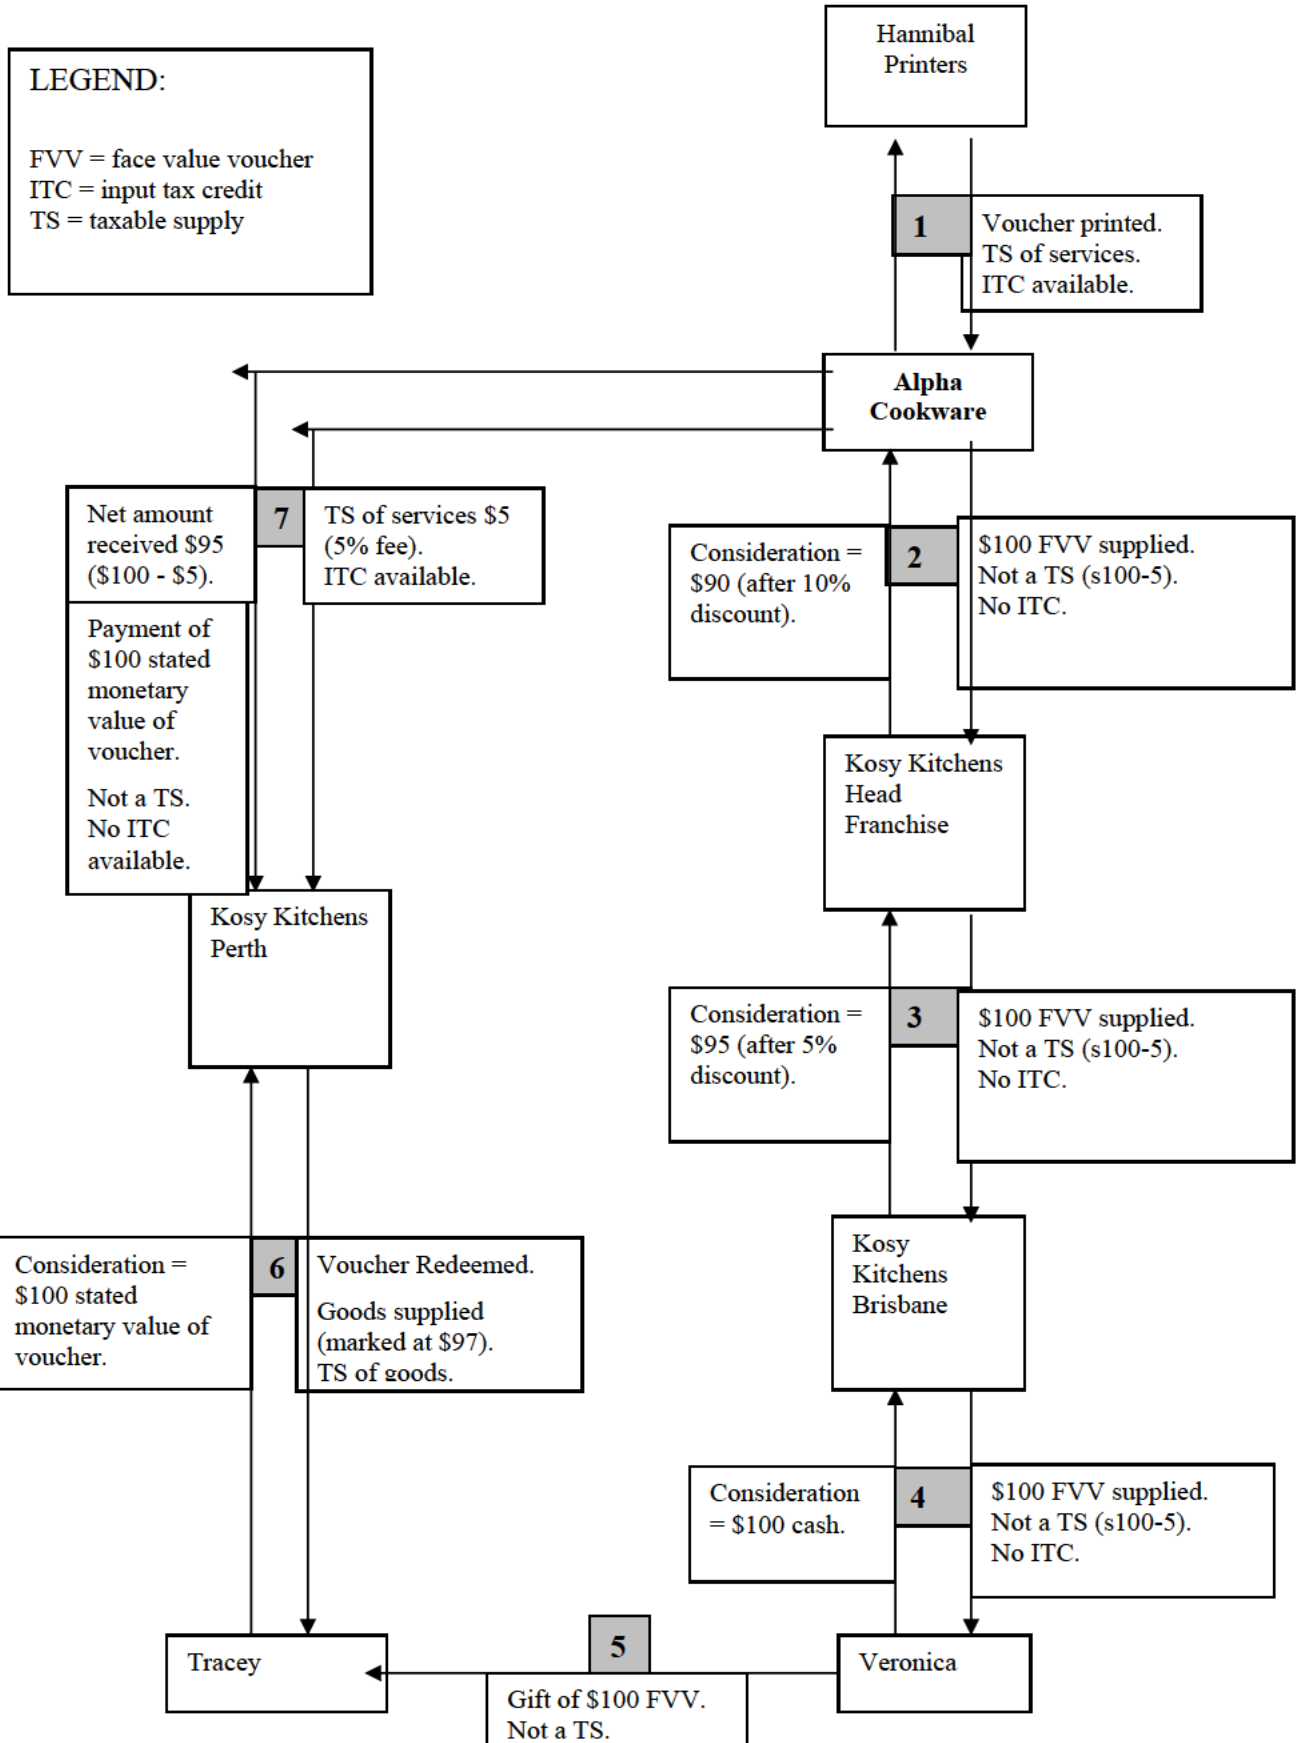 Hannibal
Printers
LEGEND:
FVV = face value voucher
ITC = input tax credit
TS = taxable supply
1
Voucher printed.
TS of services.
ITC available.
Alpha
Cookware
Net amount
received $95
($100 - $5).
7
TS of services $5
(5% fee).
ITC available.
Payment of
$100 stated
monetary
value of
voucher.
Not a TS.
No ITC
available.
Consideration =
$90 (after 10%
discount).
2
$100 FVV supplied.
Not a TS (s100-5).
No ITC.
Kosy Kitchens
Head
Franchise
Kosy Kitchens
Perth
Consideration =
$95 (after 5%
discount).
3
$100 FVV supplied.
Not a TS (s100-5).
No ITC.
Kosy
Kitchens
Brisbane
Consideration =
$100 stated
monetary value of
voucher.
6
Voucher Redeemed.
Goods supplied
(marked at $97).
TS of goods.
Consideration
= $100 cash.
4
$100 FVV supplied.
Not a TS (s100-5).
No ITC.
Tracey
5
Veronica
Gift of $100 FVV.
Not a TS.